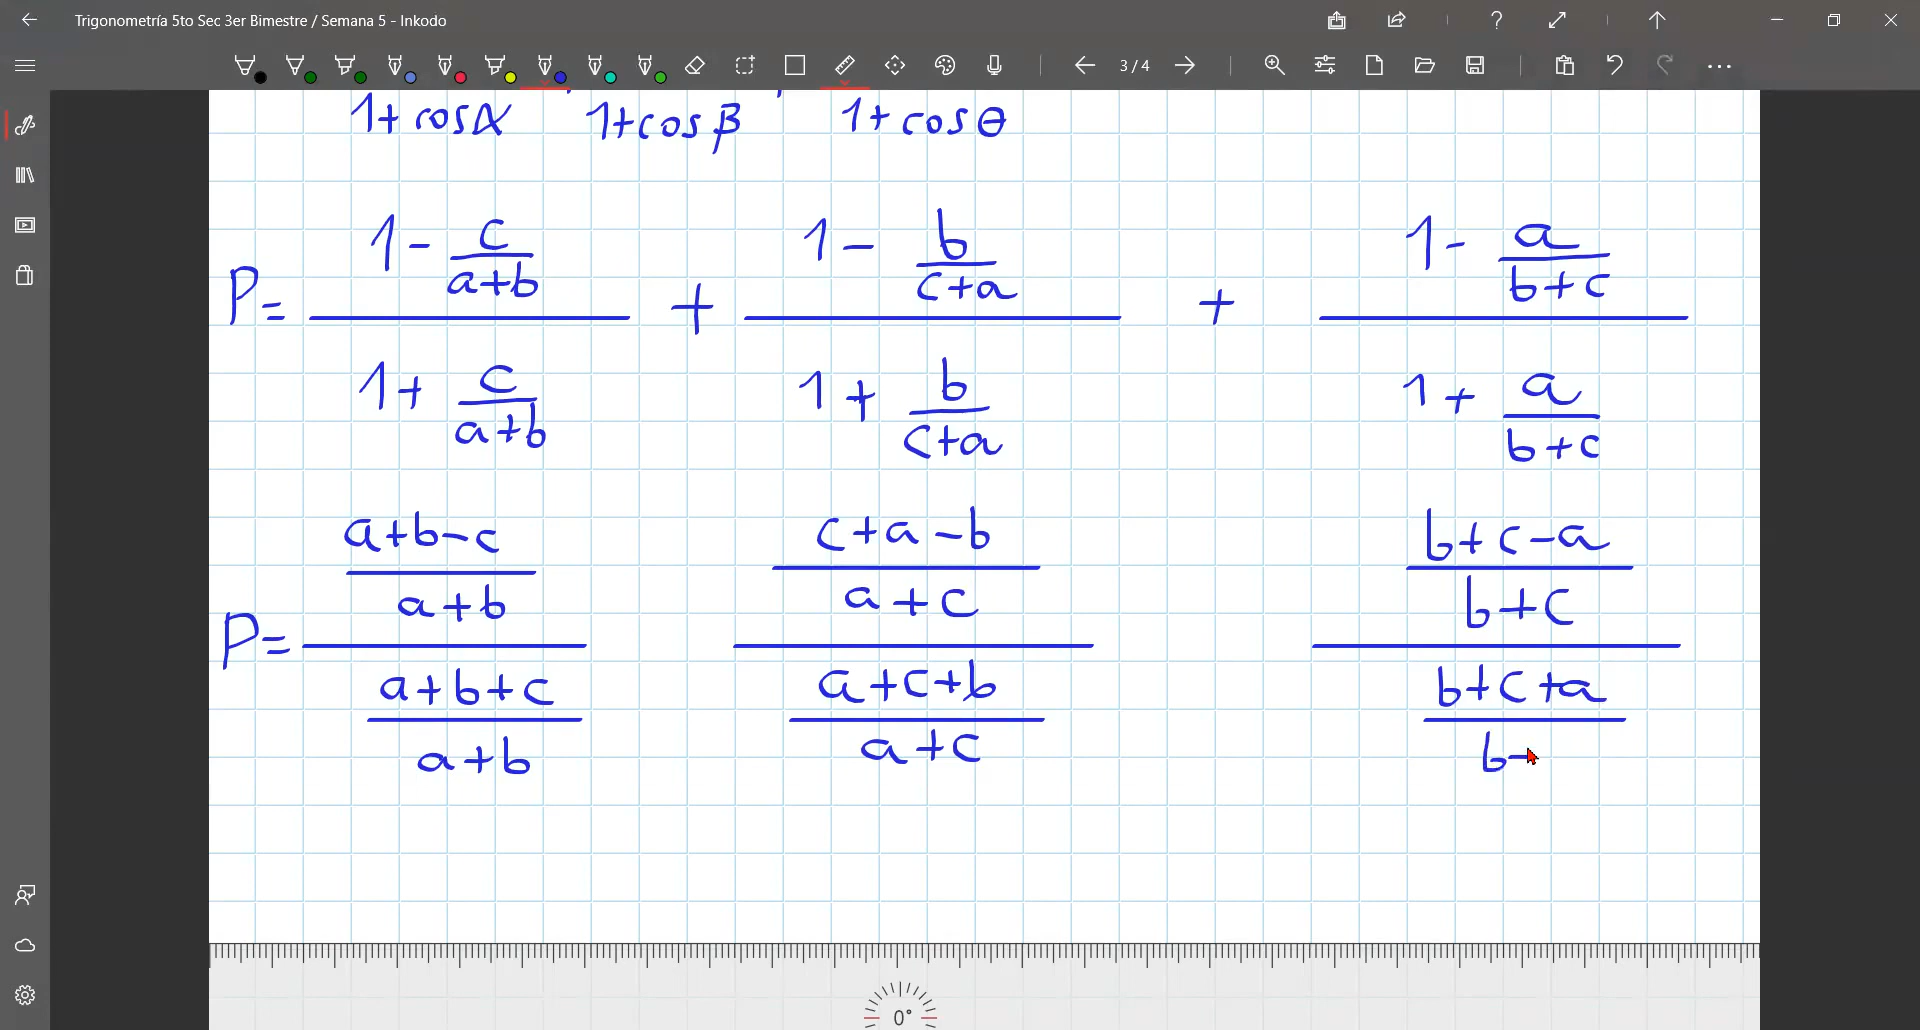 Trigonometría 5to Sec 3er Bimestre / Semana 5 - Inkodo
3 / 4
1+cosα 1+cosβ 1+cosθ
1 - c/(a+b) 1 - b/(c+a) 1 - a/(b+c)
P= + +
1+ c/(a+b) 1+ b/(c+a) 1+ a/(b+c)
a+b-c c+a-b b+c-a
a+b a+c b+c
P=
a+b+c a+c+b b+c+a
a+b a+c b-
0°